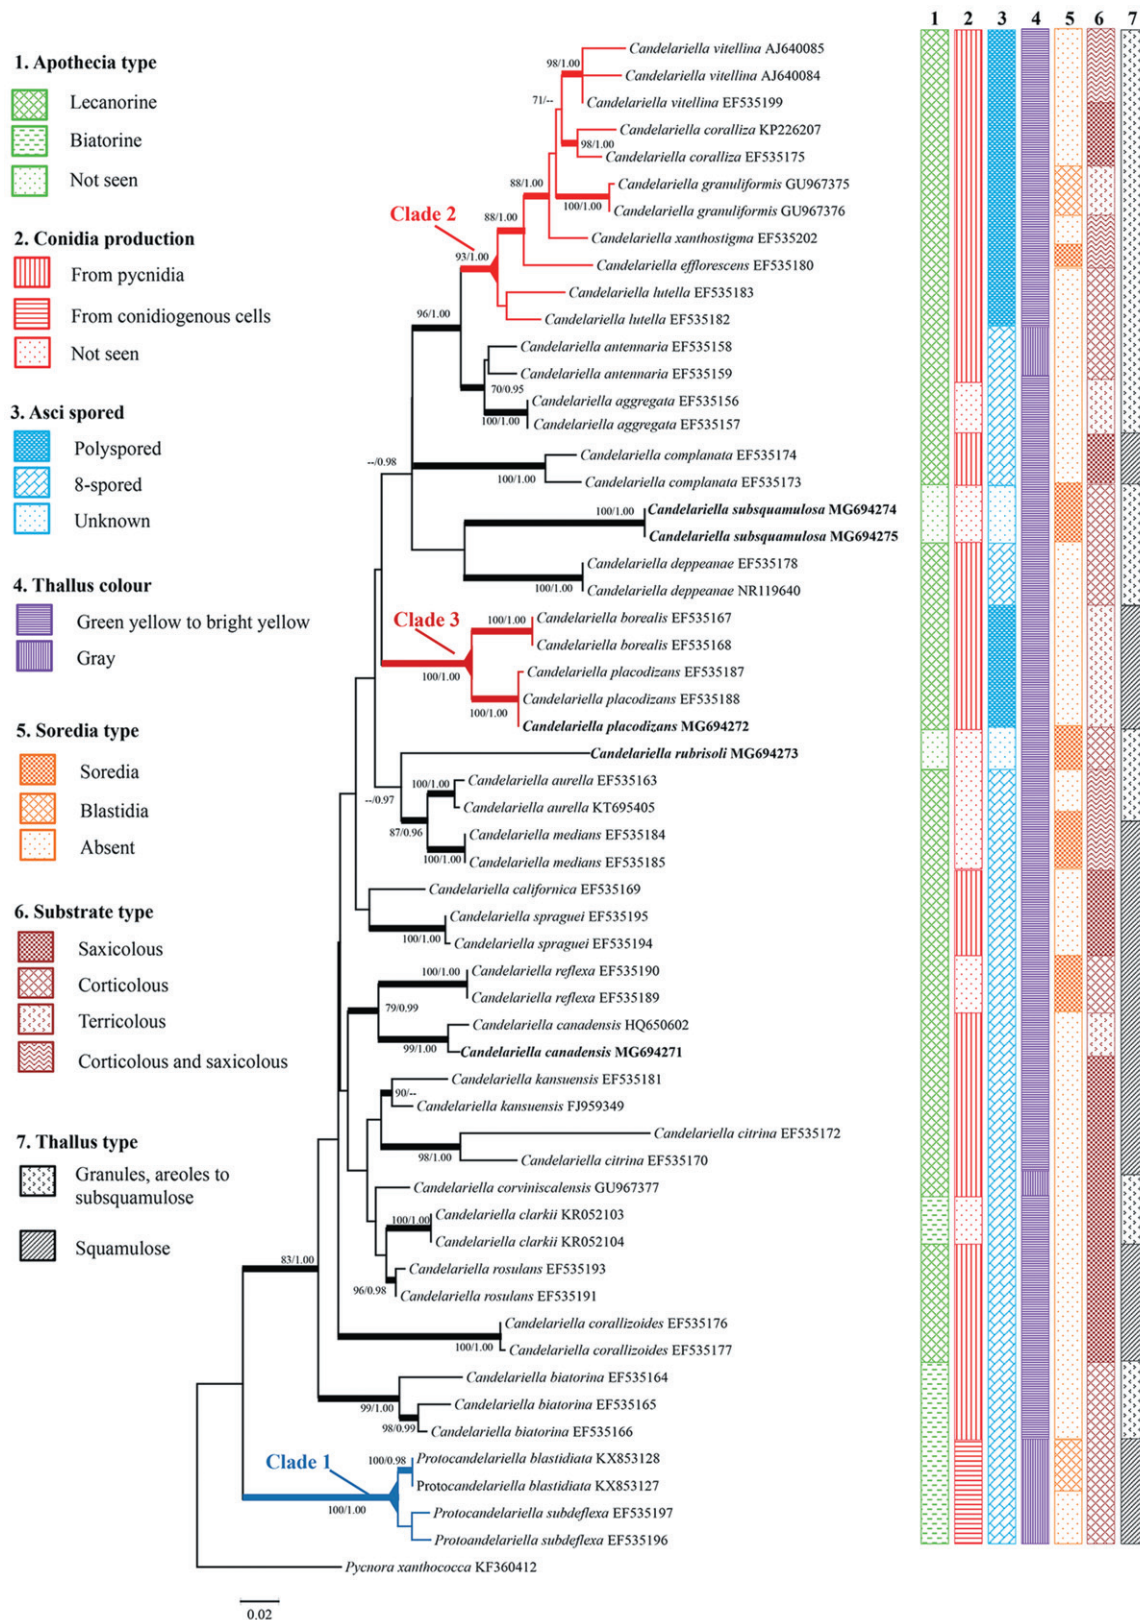 1 2 3 4 5 6 7
1. Apothecia type
Lecanorine
Biatorine
Not seen
2. Conidia production
From pycnidia
From conidiogenous cells
Not seen
3. Asci spored
Polyspored
8-spored
Unknown
4. Thallus colour
Green yellow to bright yellow
Gray
5. Soredia type
Soredia
Blastidia
Absent
6. Substrate type
Saxicolous
Corticolous
Terricolous
Corticolous and saxicolous
7. Thallus type
Granules, areoles to
subsquamulose
Squamulose
Candelariella vitellina AJ640085
98/1.00
Candelariella vitellina AJ640084
71/--
Candelariella vitellina EF535199
Candelariella coralliza KP226207
98/1.00
Candelariella coralliza EF535175
88/1.00
Candelariella granuliformis GU967375
100/1.00
Candelariella granuliformis GU967376
Clade 2
88/1.00
Candelariella xanthostigma EF535202
93/1.00
Candelariella efflorescens EF535180
Candelariella lutella EF535183
96/1.00
Candelariella lutella EF535182
Candelariella antennaria EF535158
Candelariella antennaria EF535159
70/0.95
Candelariella aggregata EF535156
100/1.00
Candelariella aggregata EF535157
Candelariella complanata EF535174
--/0.98
100/1.00
Candelariella complanata EF535173
100/1.00
Candelariella subsquamulosa MG694274
Candelariella subsquamulosa MG694275
Candelariella deppeanae EF535178
100/1.00
Candelariella deppeanae NR119640
Clade 3
100/1.00
Candelariella borealis EF535167
Candelariella borealis EF535168
100/1.00
Candelariella placodizans EF535187
Candelariella placodizans EF535188
100/1.00
Candelariella placodizans MG694272
Candelariella rubrisoli MG694273
100/1.00
Candelariella aurella EF535163
--/0.97
Candelariella aurella KT695405
87/0.96
Candelariella medians EF535184
100/1.00
Candelariella medians EF535185
Candelariella californica EF535169
Candelariella spraguei EF535195
100/1.00
Candelariella spraguei EF535194
100/1.00
Candelariella reflexa EF535190
Candelariella reflexa EF535189
79/0.99
Candelariella canadensis HQ650602
99/1.00
Candelariella canadensis MG694271
Candelariella kansuensis EF535181
90/--
Candelariella kansuensis FJ959349
Candelariella citrina EF535172
98/1.00
Candelariella citrina EF535170
Candelariella corviniscalensis GU967377
100/1.00
Candelariella clarkii KR052103
Candelariella clarkii KR052104
83/1.00
Candelariella rosulans EF535193
96/0.98
Candelariella rosulans EF535191
Candelariella corallizoides EF535176
100/1.00
Candelariella corallizoides EF535177
Candelariella biatorina EF535164
99/1.00
Candelariella biatorina EF535165
98/0.99
Candelariella biatorina EF535166
Clade 1
100/0.98
Protocandelariella blastidiata KX853128
Protocandelariella blastidiata KX853127
100/1.00
Protocandelariella subdeflexa EF535197
Protoandelariella subdeflexa EF535196
Pycnora xanthococca KF360412
0.02